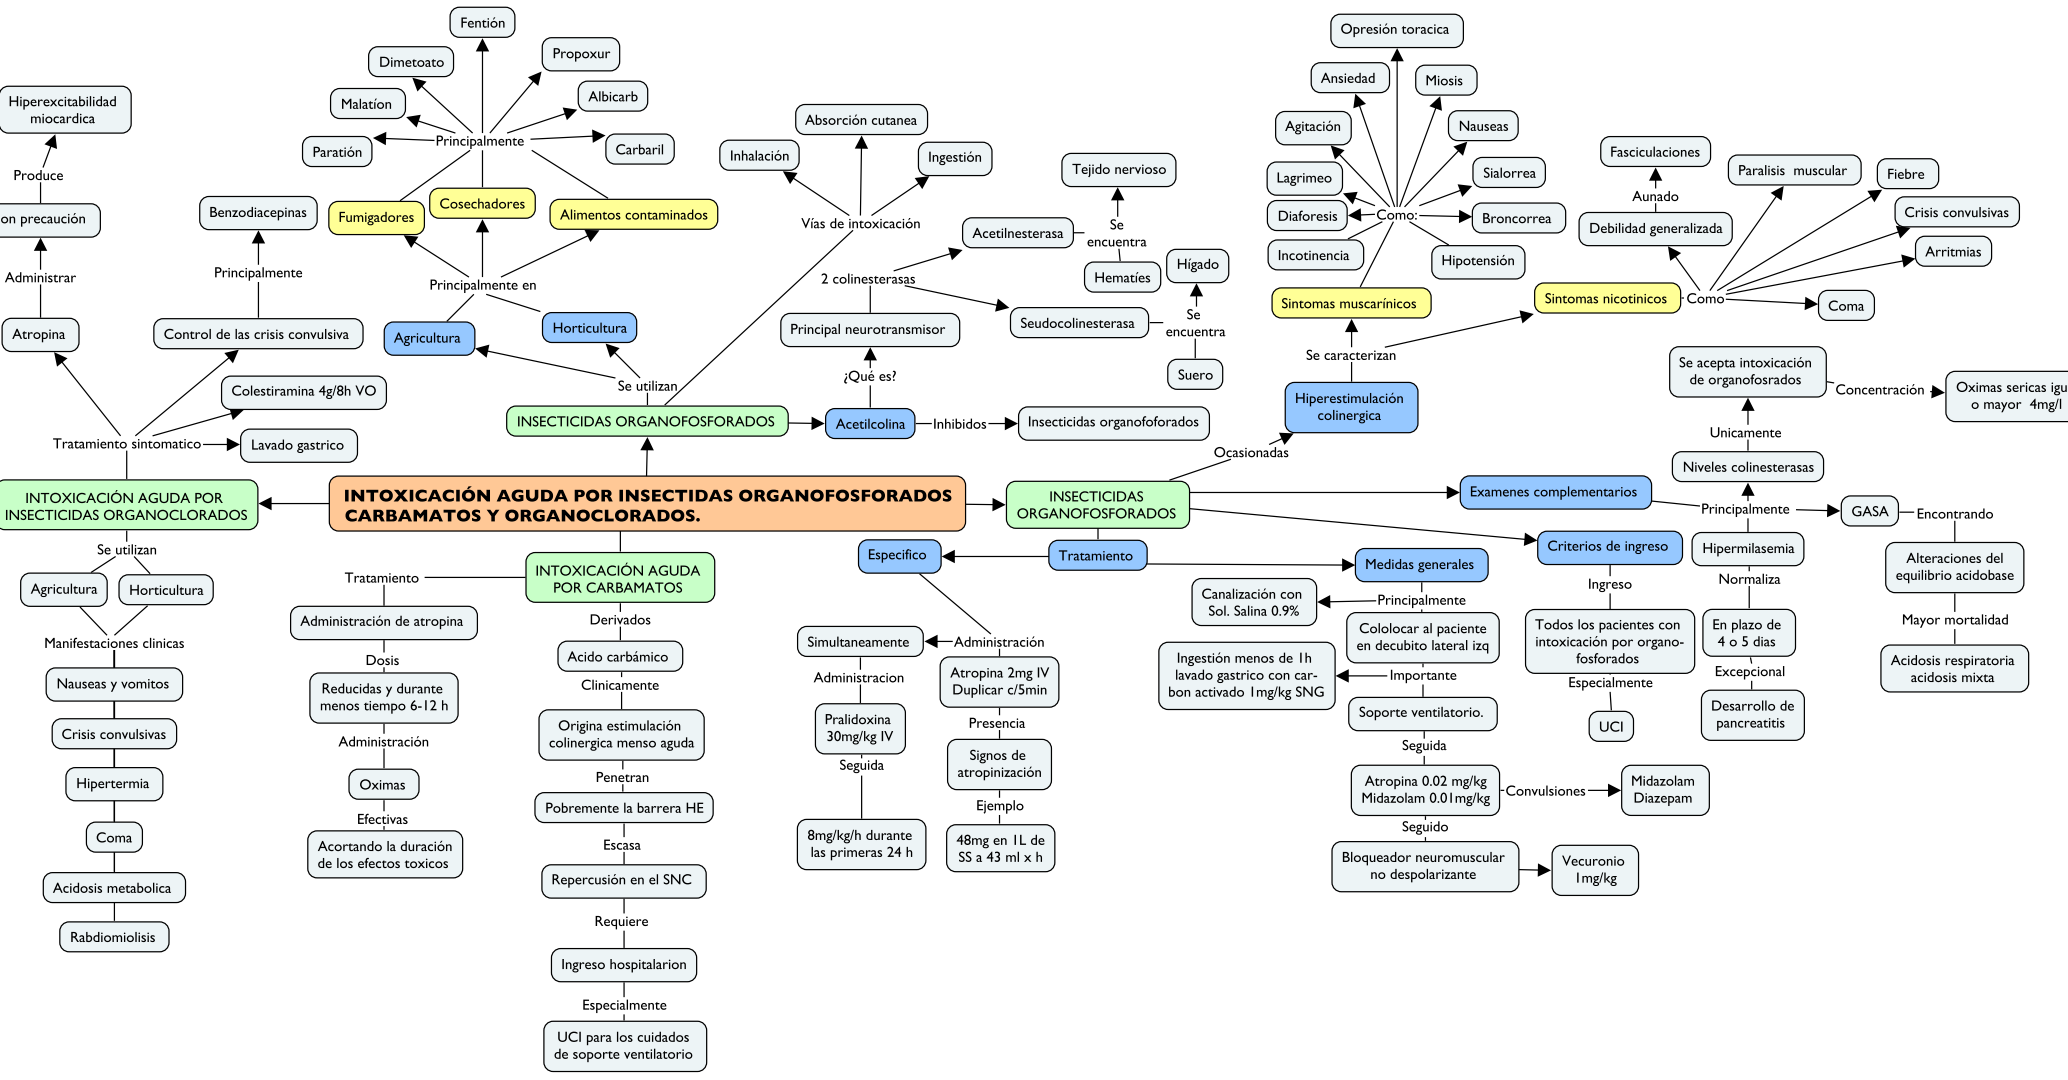 Hiperexcitabilidad
miocardica
Produce
on precaución
Administrar
Atropina
Benzodiacepinas
Principalmente
Control de las crisis convulsiva
Colestiramina 4g/8h VO
Tratamiento sintomatico
Lavado gastrico
INTOXICACIÓN AGUDA POR
INSECTICIDAS ORGANOCLORADOS
Se utilizan
Agricultura
Horticultura
Manifestaciones clinicas
Nauseas y vomitos
Crisis convulsivas
Hipertermia
Coma
Acidosis metabolica
Rabdiomiolisis
Fentión
Dimetoato
Propoxur
Malatíon
Albicarb
Principalmente
Paratión
Carbaril
Fumigadores
Cosechadores
Alimentos contaminados
Principalmente en
Agricultura
Horticultura
Se utilizan
INSECTICIDAS ORGANOFOSFORADOS
Absorción cutanea
Inhalación
Ingestión
Vías de intoxicación
Tejido nervioso
Se
encuentra
Acetilnesterasa
Hematíes
2 colinesterasas
Hígado
Seudocolinesterasa
Se
encuentra
Suero
Principal neurotransmisor
¿Qué es?
Acetilcolina
Inhibidos
Insecticidas organofoforados
INTOXICACIÓN AGUDA POR INSECTIDAS ORGANOFOSFORADOS
CARBAMATOS Y ORGANOCLORADOS.
INTOXICACIÓN AGUDA
POR CARBAMATOS
Tratamiento
Administración de atropina
Dosis
Reducidas y durante
menos tiempo 6-12 h
Administración
Oximas
Efectivas
Acortando la duración
de los efectos toxicos
Derivados
Acido carbámico
Clinicamente
Origina estimulación
colinergica menso aguda
Penetran
Pobremente la barrera HE
Escasa
Repercusión en el SNC
Requiere
Ingreso hospitalarion
Especialmente
UCI para los cuidados
de soporte ventilatorio
INSECTICIDAS
ORGANOFOSFORADOS
Ocasionadas
Hiperestimulación
colinergica
Se caracterizan
Sintomas muscarínicos
Como:
Opresión toracica
Ansiedad
Miosis
Agitación
Nauseas
Lagrimeo
Sialorrea
Diaforesis
Broncorrea
Incotinencia
Hipotensión
Sintomas nicotinicos
Como
Fasciculaciones
Aunado
Debilidad generalizada
Paralisis muscular
Fiebre
Crisis convulsivas
Arritmias
Coma
Examenes complementarios
Principalmente
Niveles colinesterasas
Unicamente
Se acepta intoxicación
de organofosrados
Concentración
Oximas sericas igu
o mayor 4mg/l
GASA
Encontrando
Alteraciones del
equilibrio acidobase
Mayor mortalidad
Acidosis respiratoria
acidosis mixta
Hipermilasemia
Normaliza
En plazo de
4 o 5 dias
Excepcional
Desarrollo de
pancreatitis
Criterios de ingreso
Ingreso
Todos los pacientes con
intoxicación por organo-
fosforados
Especialmente
UCI
Tratamiento
Especifico
Administración
Simultaneamente
Administracion
Pralidoxina
30mg/kg IV
Seguida
8mg/kg/h durante
las primeras 24 h
Atropina 2mg IV
Duplicar c/5min
Presencia
Signos de
atropinización
Ejemplo
48mg en 1L de
SS a 43 ml x h
Medidas generales
Principalmente
Canalización con
Sol. Salina 0.9%
Cololocar al paciente
en decubito lateral izq
Importante
Ingestión menos de 1h
lavado gastrico con car-
bon activado 1mg/kg SNG
Soporte ventilatorio.
Seguida
Atropina 0.02 mg/kg
Midazolam 0.01mg/kg
Convulsiones
Midazolam
Diazepam
Seguido
Bloqueador neuromuscular
no despolarizante
Vecuronio
1mg/kg